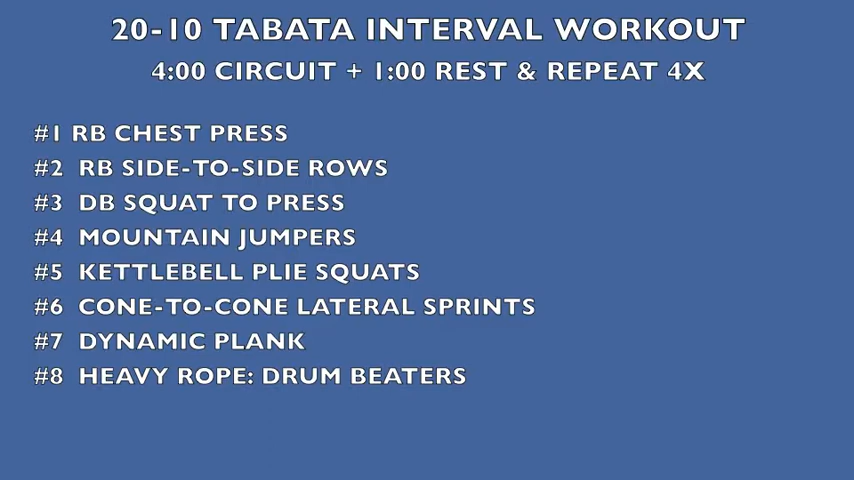 20-10 TABATA INTERVAL WORKOUT
4:00 CIRCUIT + 1:00 REST & REPEAT 4X
#1 RB CHEST PRESS
#2 RB SIDE-TO-SIDE ROWS
#3 DB SQUAT TO PRESS
#4 MOUNTAIN JUMPERS
#5 KETTLEBELL PLIE SQUATS
#6 CONE-TO-CONE LATERAL SPRINTS
#7 DYNAMIC PLANK
#8 HEAVY ROPE: DRUM BEATERS